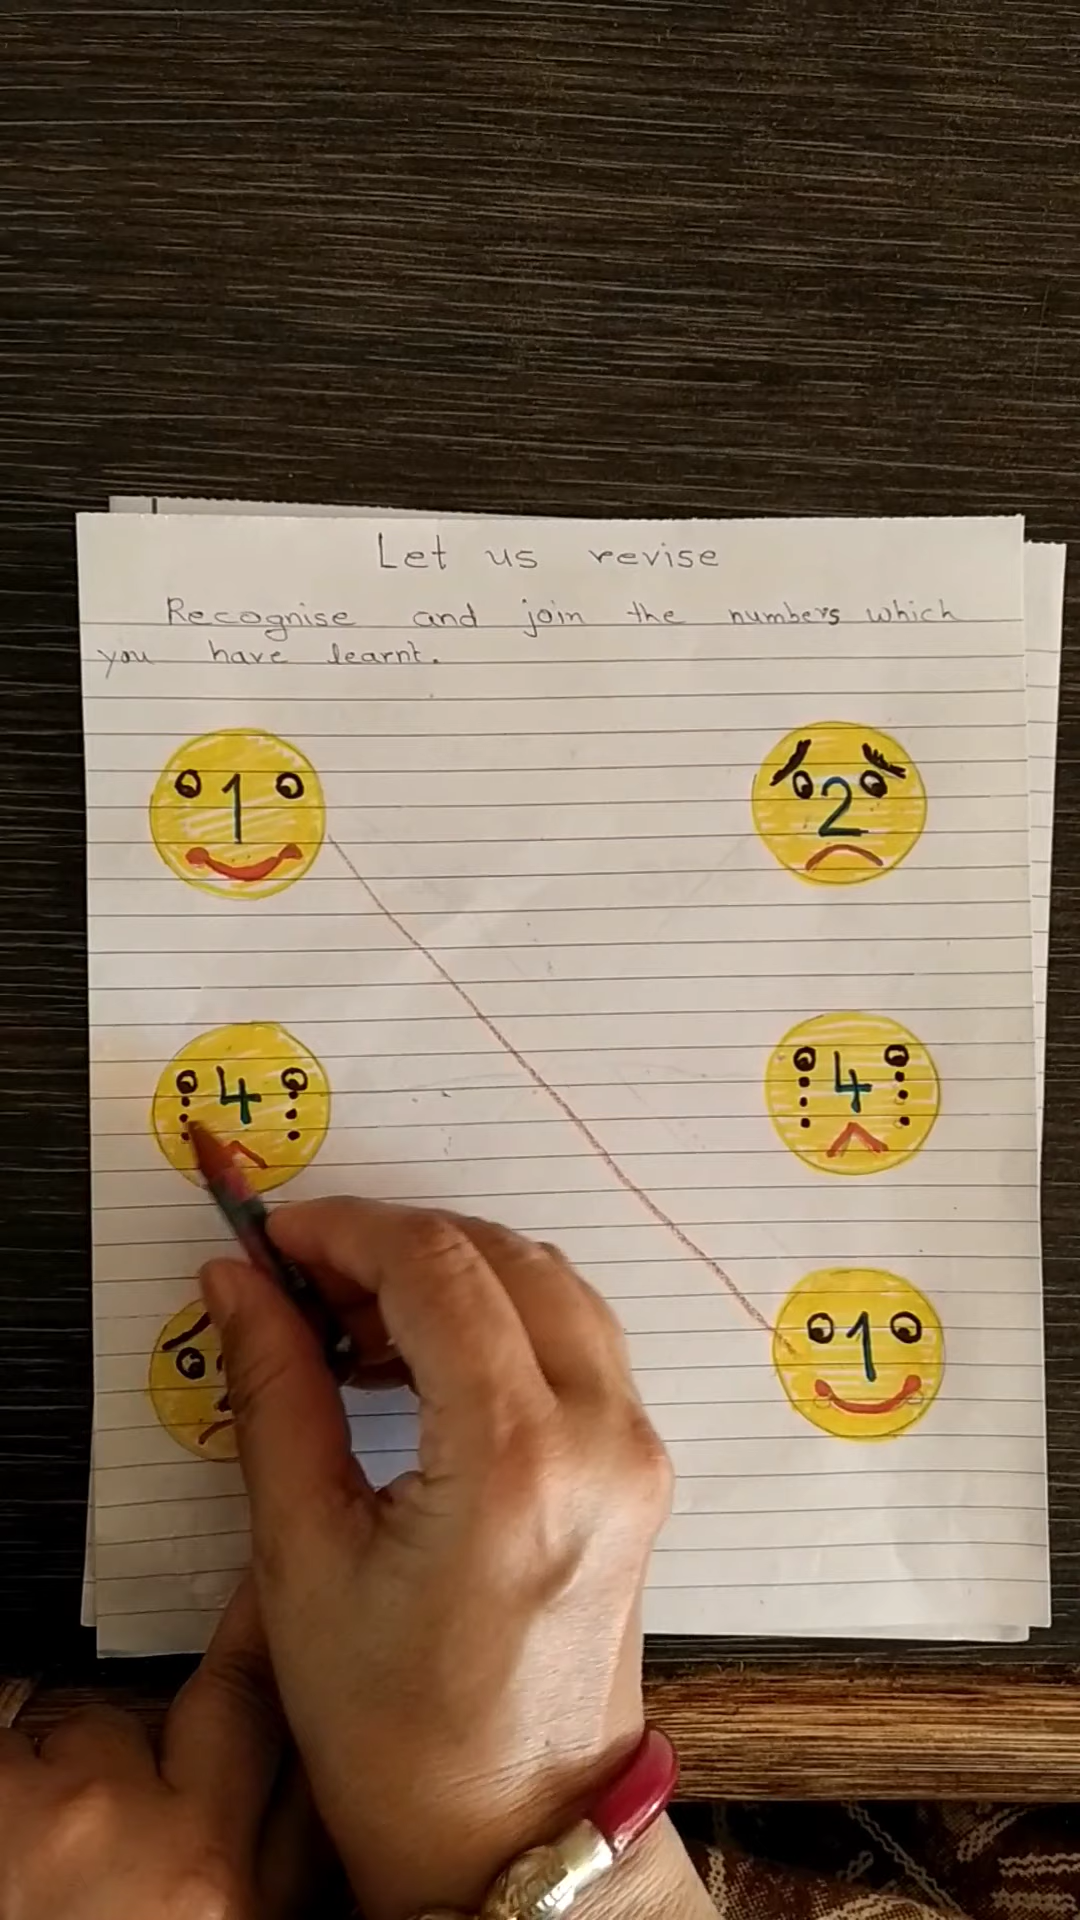 Let us revise
Recognise and join the numbers which
you have learnt.
1 2
4 4
1